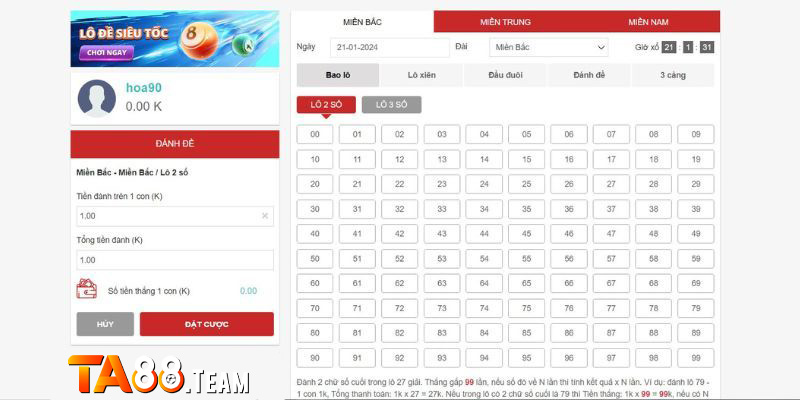 LÔ ĐỀ SIÊU TỐC
CHƠI NGAY
8
hoa90
0.00 K
ĐÁNH ĐỀ
Miền Bắc - Miền Bắc / Lô 2 số
Tiền đánh trên 1 con (K)
1.00 ×
Tổng tiền đánh (K)
1.00
Số tiền thắng 1 con (K) 0.00
HỦY ĐẶT CƯỢC
TA88.TEAM
MIỀN BẮC MIỀN TRUNG MIỀN NAM
Ngày 21-01-2024 Đài Miền Bắc Giờ xổ 21 : 1 : 31
Bao lô Lô xiên Đầu đuôi Đánh đề 3 càng
LÔ 2 SỐ LÔ 3 SỐ
00 01 02 03 04 05 06 07 08 09
10 11 12 13 14 15 16 17 18 19
20 21 22 23 24 25 26 27 28 29
30 31 32 33 34 35 36 37 38 39
40 41 42 43 44 45 46 47 48 49
50 51 52 53 54 55 56 57 58 59
60 61 62 63 64 65 66 67 68 69
70 71 72 73 74 75 76 77 78 79
80 81 82 83 84 85 86 87 88 89
90 91 92 93 94 95 96 97 98 99
Đánh 2 chữ số cuối trong lô 27 giải. Thắng gấp 99 lần, nếu số đó về N lần thì tính kết quả x N lần. Ví dụ: đánh lô 79 -
1 con 1k, Tổng thanh toán: 1k x 27 = 27k. Nếu trong lô có 2 chữ số cuối là 79 thì Tiền thắng: 1k x 99 = 99k, nếu có N